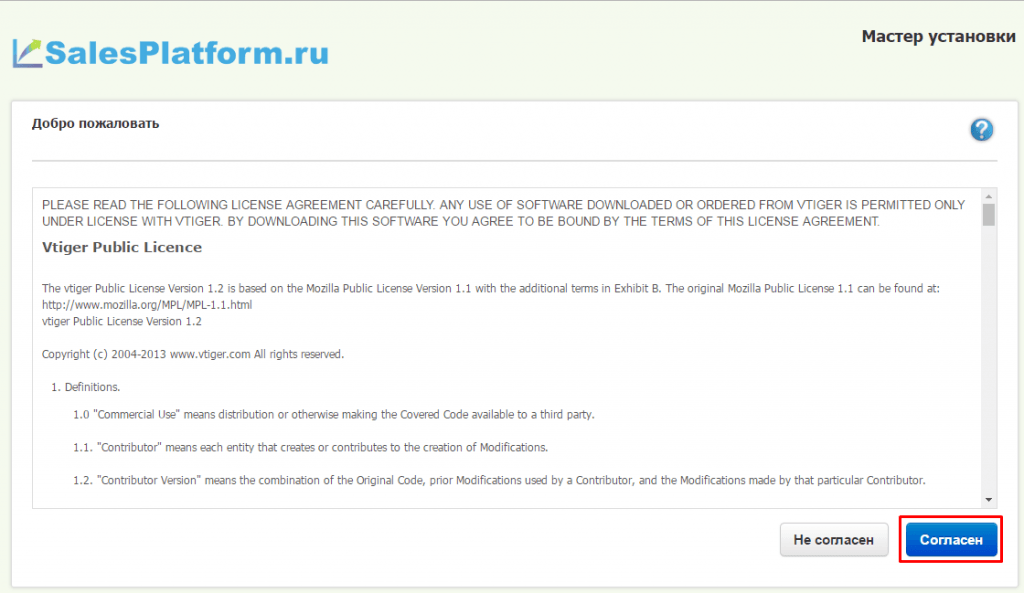 SalesPlatform.ru
Мастер установки
Добро пожаловать
?
PLEASE READ THE FOLLOWING LICENSE AGREEMENT CAREFULLY. ANY USE OF SOFTWARE DOWNLOADED OR ORDERED FROM VTIGER IS PERMITTED ONLY
UNDER LICENSE WITH VTIGER. BY DOWNLOADING THIS SOFTWARE YOU AGREE TO BE BOUND BY THE TERMS OF THIS LICENSE AGREEMENT.
Vtiger Public Licence
The vtiger Public License Version 1.2 is based on the Mozilla Public License Version 1.1 with the additional terms in Exhibit B. The original Mozilla Public License 1.1 can be found at:
http://www.mozilla.org/MPL/MPL-1.1.html
vtiger Public License Version 1.2
Copyright (c) 2004-2013 www.vtiger.com All rights reserved.
1. Definitions.
1.0 "Commercial Use" means distribution or otherwise making the Covered Code available to a third party.
1.1. "Contributor" means each entity that creates or contributes to the creation of Modifications.
1.2. "Contributor Version" means the combination of the Original Code, prior Modifications used by a Contributor, and the Modifications made by that particular Contributor.
Не согласен
Согласен